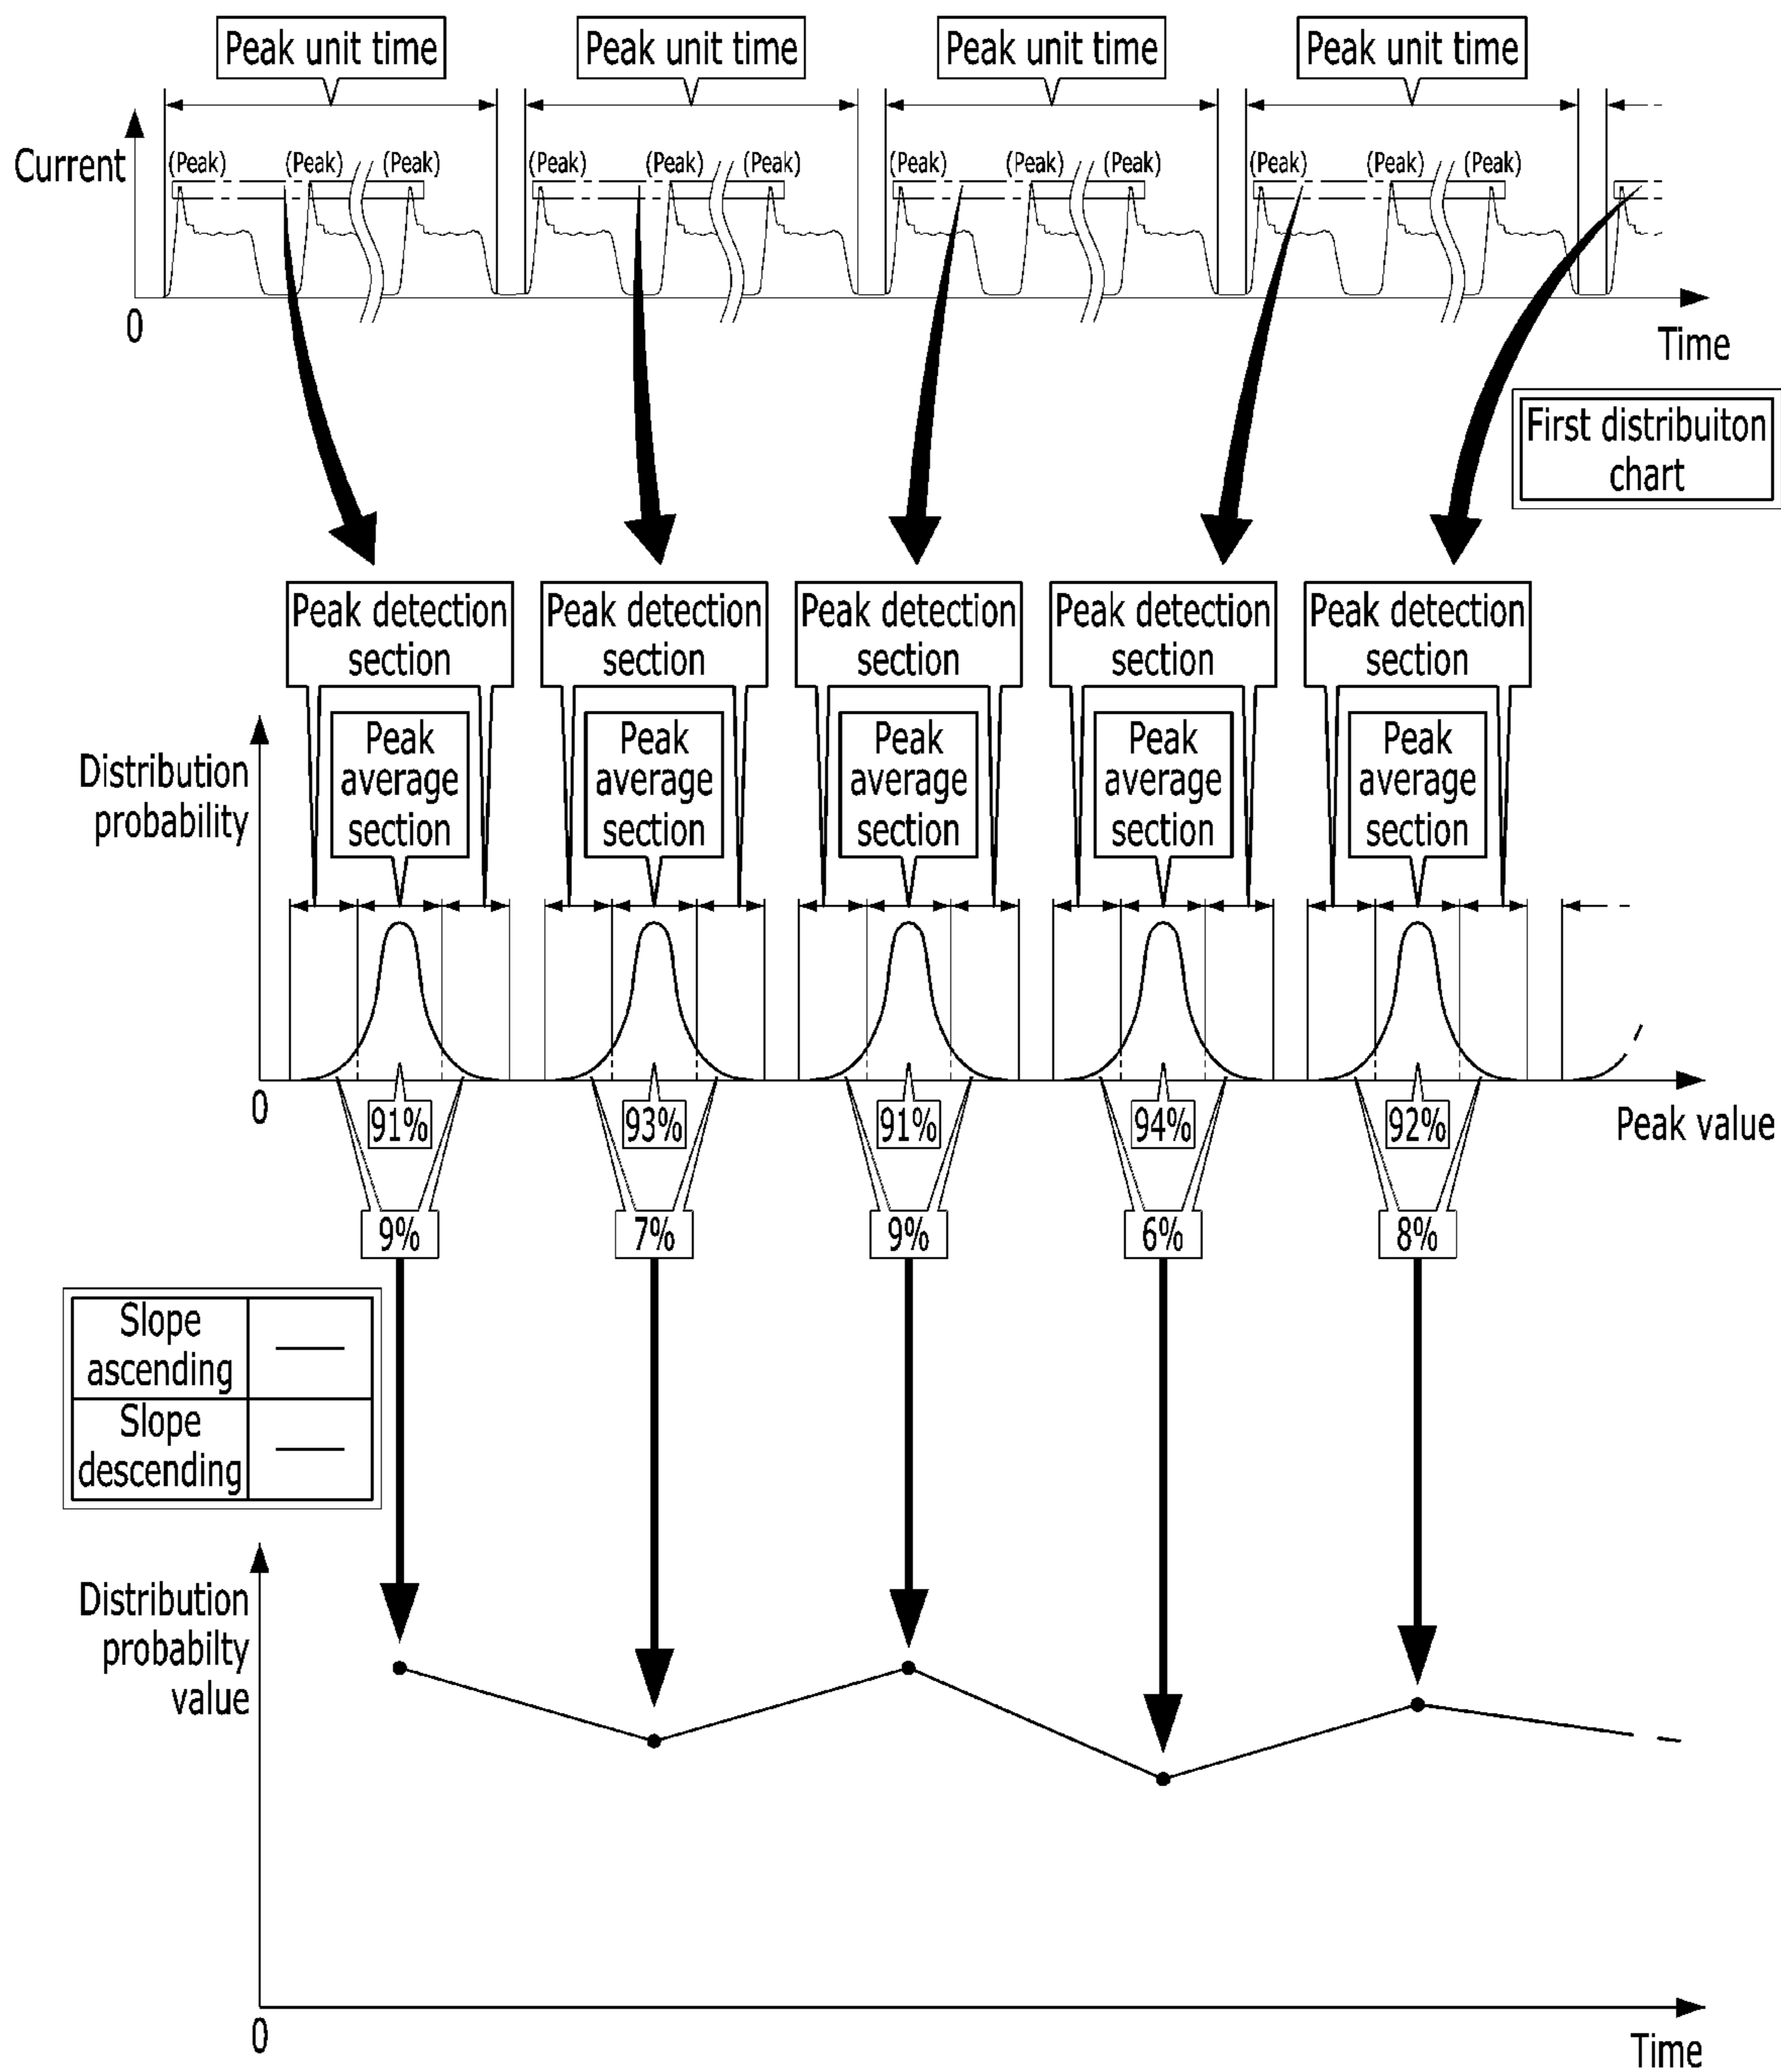 Peak unit time
Peak unit time
Peak unit time
Peak unit time
Current
(Peak)
(Peak)
(Peak)
(Peak)
(Peak)
(Peak)
(Peak)
(Peak)
(Peak)
(Peak)
(Peak)
(Peak)
0
Time
First distribuiton
chart
Peak detection
section
Peak detection
section
Peak detection
section
Peak detection
section
Peak detection
section
Distribution
probability
Peak
average
section
Peak
average
section
Peak
average
section
Peak
average
section
Peak
average
section
0
91%
93%
91%
94%
92%
Peak value
9%
7%
9%
6%
8%
Slope
ascending
Slope
descending
Distribution
probabilty
value
0
Time